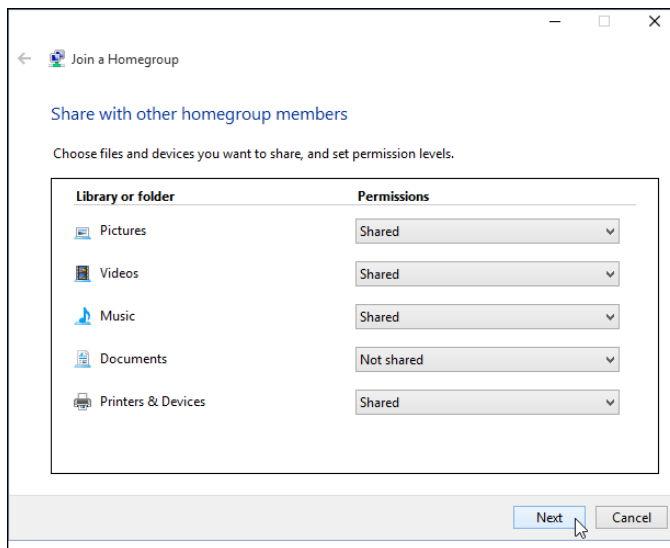 Join a Homegroup
Share with other homegroup members
Choose files and devices you want to share, and set permission levels.
Library or folder Permissions
Pictures Shared
Videos Shared
Music Shared
Documents Not shared
Printers & Devices Shared
Next Cancel